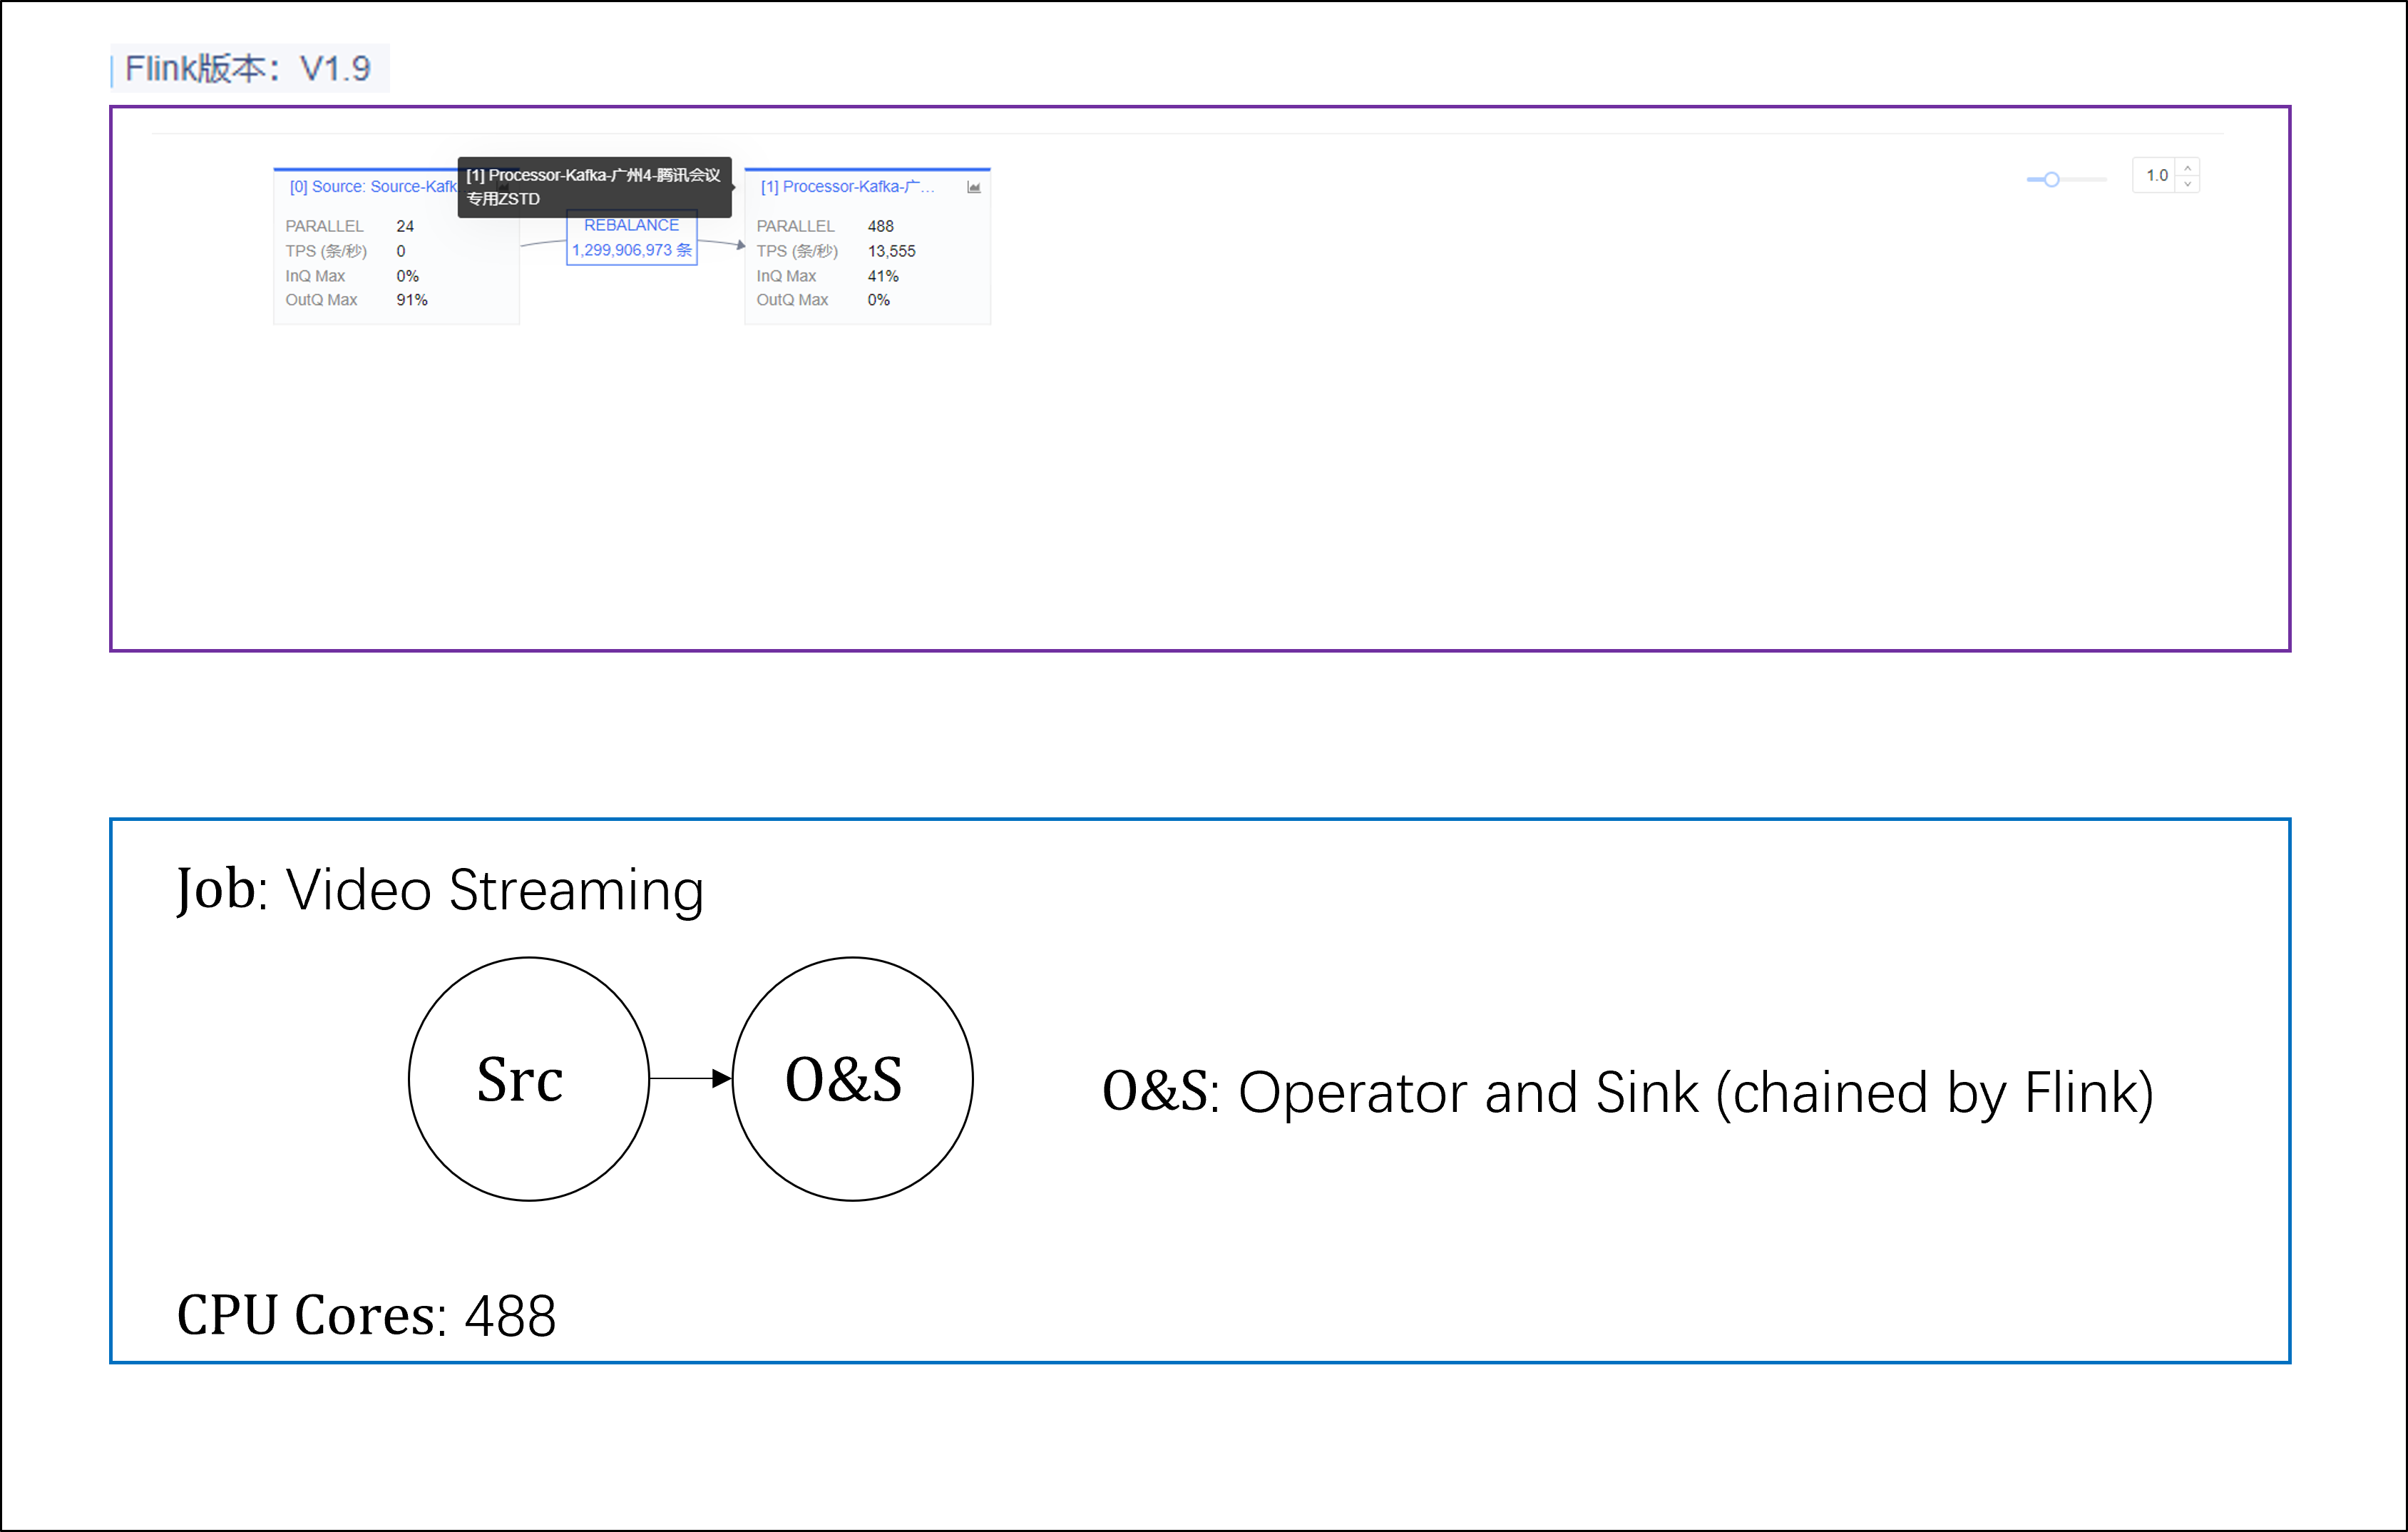 Flink版本：V1.9
[0] Source: Source-Kafk
[1] Processor-Kafka-广州4-腾讯会议
专用ZSTD
[1] Processor-Kafka-广...
1.0
PARALLEL 24
TPS (条/秒) 0
InQ Max 0%
OutQ Max 91%
REBALANCE
1,299,906,973 条
PARALLEL 488
TPS (条/秒) 13,555
InQ Max 41%
OutQ Max 0%
Job: Video Streaming
Src
O&S
O&S: Operator and Sink (chained by Flink)
CPU Cores: 488